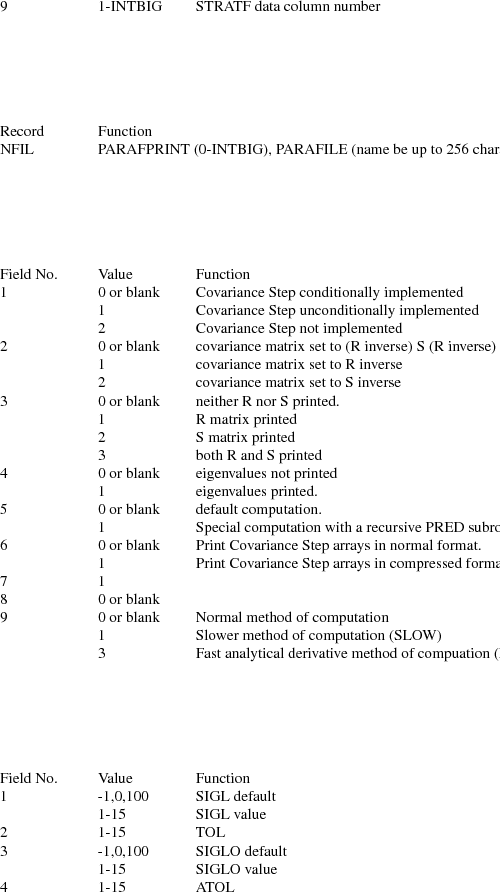 9 1-INTBIG STRATF data column number
Record Function
NFIL PARAFPRINT (0-INTBIG), PARAFILE (name be up to 256 char
Field No. Value Function
1 0 or blank Covariance Step conditionally implemented
1 Covariance Step unconditionally implemented
2 Covariance Step not implemented
2 0 or blank covariance matrix set to (R inverse) S (R inverse)
1 covariance matrix set to R inverse
2 covariance matrix set to S inverse
3 0 or blank neither R nor S printed.
1 R matrix printed
2 S matrix printed
3 both R and S printed
4 0 or blank eigenvalues not printed
1 eigenvalues printed.
5 0 or blank default computation.
1 Special computation with a recursive PRED subro
6 0 or blank Print Covariance Step arrays in normal format.
1 Print Covariance Step arrays in compressed forma
7 1
8 0 or blank
9 0 or blank Normal method of computation
1 Slower method of computation (SLOW)
3 Fast analytical derivative method of compuation (
Field No. Value Function
1 -1,0,100 SIGL default
1-15 SIGL value
2 1-15 TOL
3 -1,0,100 SIGLO default
1-15 SIGLO value
4 1-15 ATOL